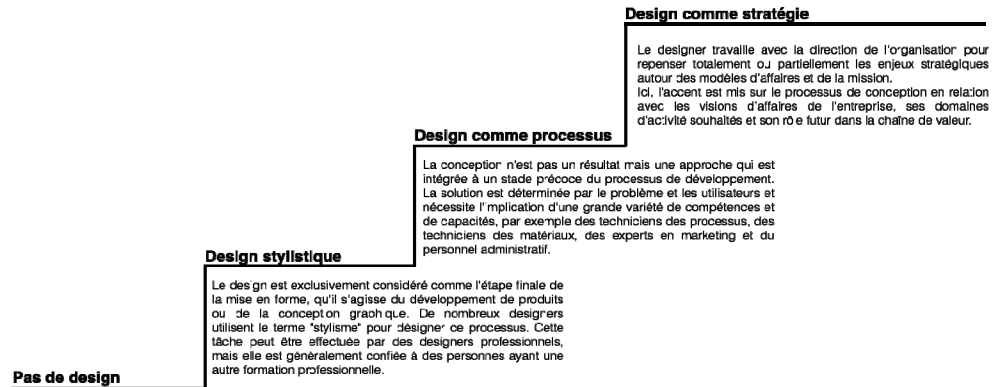 Design comme stratégie
Le designer travaille avec la direction de l'organisation pour
repenser totalement ou partiellement les enjeux stratégiques
autour des modèles d'affaires et de la mission.
Ici, l'accent est mis sur le processus de conception en relation
avec les visions d'affaires de l'entreprise, ses domaines
d'activité souhaités et son rôle futur dans la chaîne de valeur.
Design comme processus
La conception n'est pas un résultat mais une approche qui est
intégrée à un stade précoce du processus de développement.
La solution est déterminée par le problème et les utilisateurs et
nécessite l'implication d'une grande variété de compétences et
de capacités, par exemple des techniciens des processus, des
techniciens des matériaux, des experts en marketing et du
personnel administratif.
Design stylistique
Le design est exclusivement considéré comme l'étape finale de
la mise en forme, qu'il s'agisse du développement de produits
ou de la conception graphique. De nombreux designers
utilisent le terme "stylisme" pour désigner ce processus. Cette
tâche peut être effectuée par des designers professionnels,
mais elle est généralement confiée à des personnes ayant une
autre formation professionnelle.
Pas de design